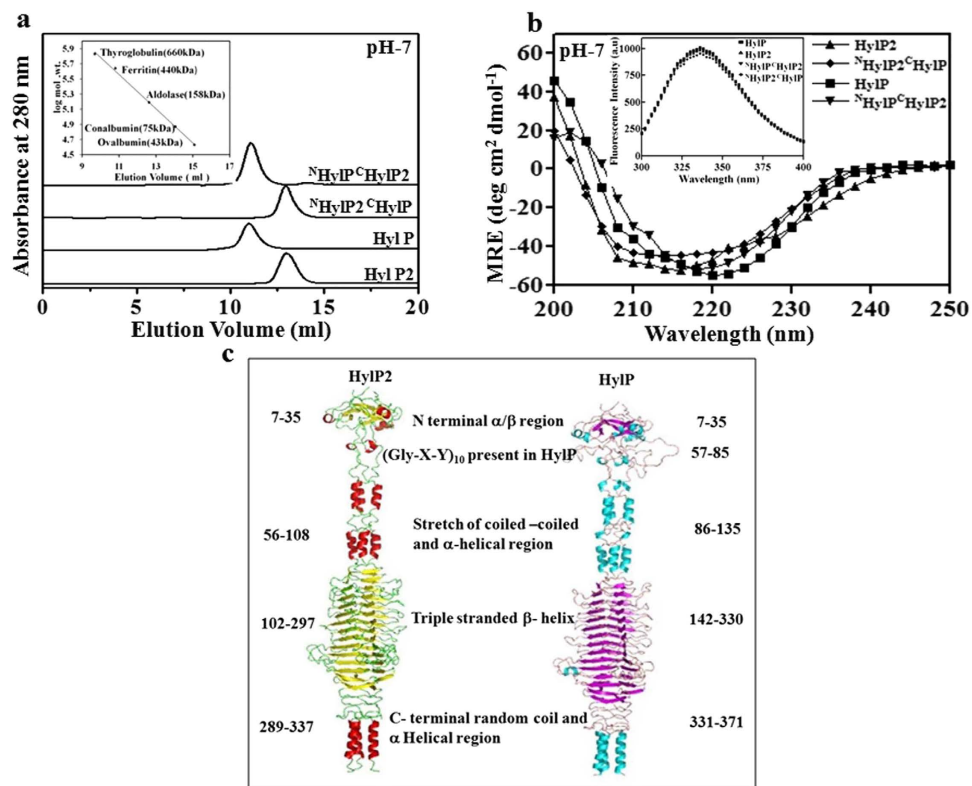 a
pH-7
Absorbance at 280 nm
log mol. wt.
5.9
5.7
5.5
5.3
5.1
4.9
4.7
4.5
Thyroglobulin(660kDa)
Ferritin(440kDa)
Aldolase(158kDa)
Conalbumin(75kDa)
Ovalbumin(43kDa)
9 11 13 15 17
Elution Volume ( ml )
NHylPCHylP2
NHylP2 CHylP
Hyl P
Hyl P2
0 5 10 15 20
Elution Volume (ml)
b
pH-7
MRE (deg cm2 dmol-1)
60
40
20
0
-20
-40
-60
Fluorescence Intensity (a.u)
1000
750
500
250
0
HylP
HylP2
NHylPCHylP2
NHylP2CHylP
300 325 350 375 400
Wavelength (nm)
HylP2
NHylP2CHylP
HylP
NHylPCHylP2
200 210 220 230 240 250
Wavelength (nm)
c
HylP2 HylP
7-35 N terminal α/β region 7-35
(Gly-X-Y)10 present in HylP 57-85
56-108 Stretch of coiled –coiled 86-135
and α-helical region
102-297 Triple stranded β- helix 142-330
289-337 C- terminal random coil and 331-371
α Helical region